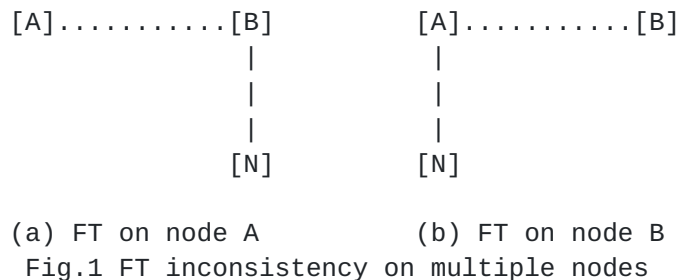 [A]...........[B]         [A]...........[B]
               |           |
               |           |
               |           |
              [N]         [N]

(a) FT on node A          (b) FT on node B
 Fig.1 FT inconsistency on multiple nodes